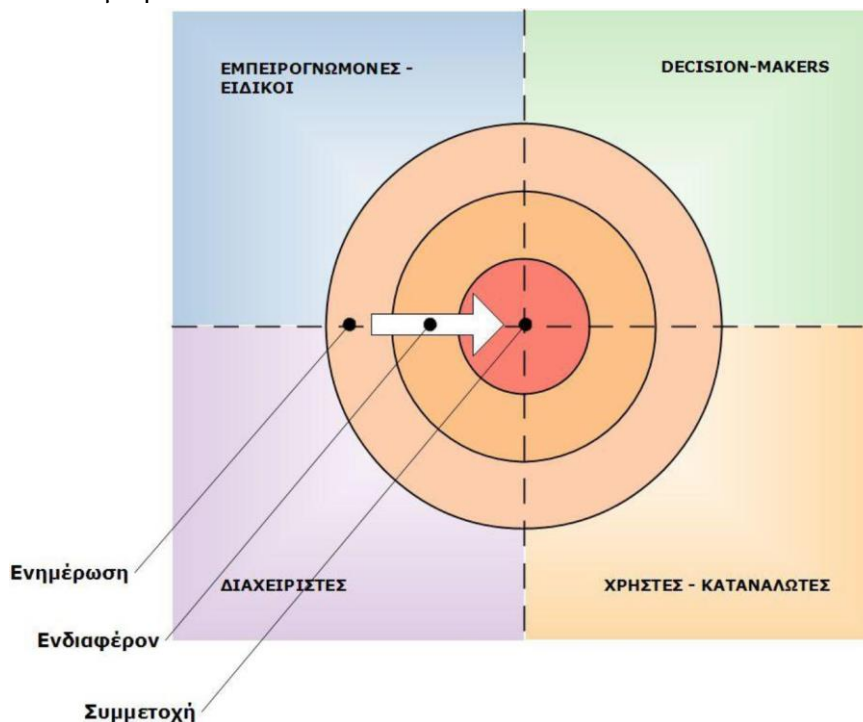 ΕΜΠΕΙΡΟΓΝΩΜΟΝΕΣ -
ΕΙΔΙΚΟΙ
DECISION-MAKERS
ΔΙΑΧΕΙΡΙΣΤΕΣ
ΧΡΗΣΤΕΣ - ΚΑΤΑΝΑΛΩΤΕΣ
Ενημέρωση
Ενδιαφέρον
Συμμετοχή